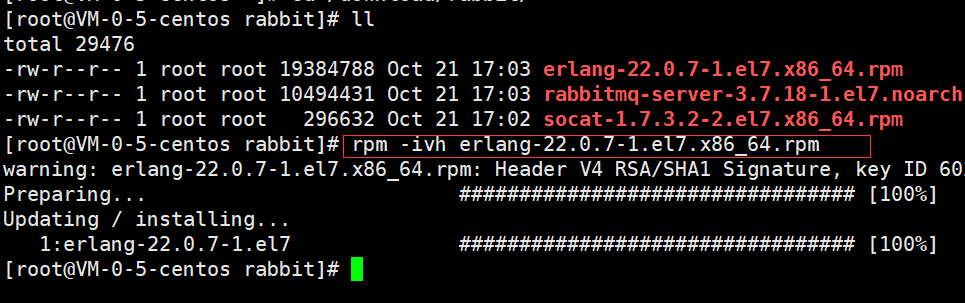 [root@VM-0-5-centos rabbit]# ll
total 29476
-rw-r--r-- 1 root root 19384788 Oct 21 17:03 erlang-22.0.7-1.el7.x86_64.rpm
-rw-r--r-- 1 root root 10494431 Oct 21 17:03 rabbitmq-server-3.7.18-1.el7.noarch
-rw-r--r-- 1 root root   296632 Oct 21 17:02 socat-1.7.3.2-2.el7.x86_64.rpm
[root@VM-0-5-centos rabbit]# rpm -ivh erlang-22.0.7-1.el7.x86_64.rpm
warning: erlang-22.0.7-1.el7.x86_64.rpm: Header V4 RSA/SHA1 Signature, key ID
Preparing...                          ################################# [100%]
Updating / installing...
   1:erlang-22.0.7-1.el7              ################################# [100%]
[root@VM-0-5-centos rabbit]#